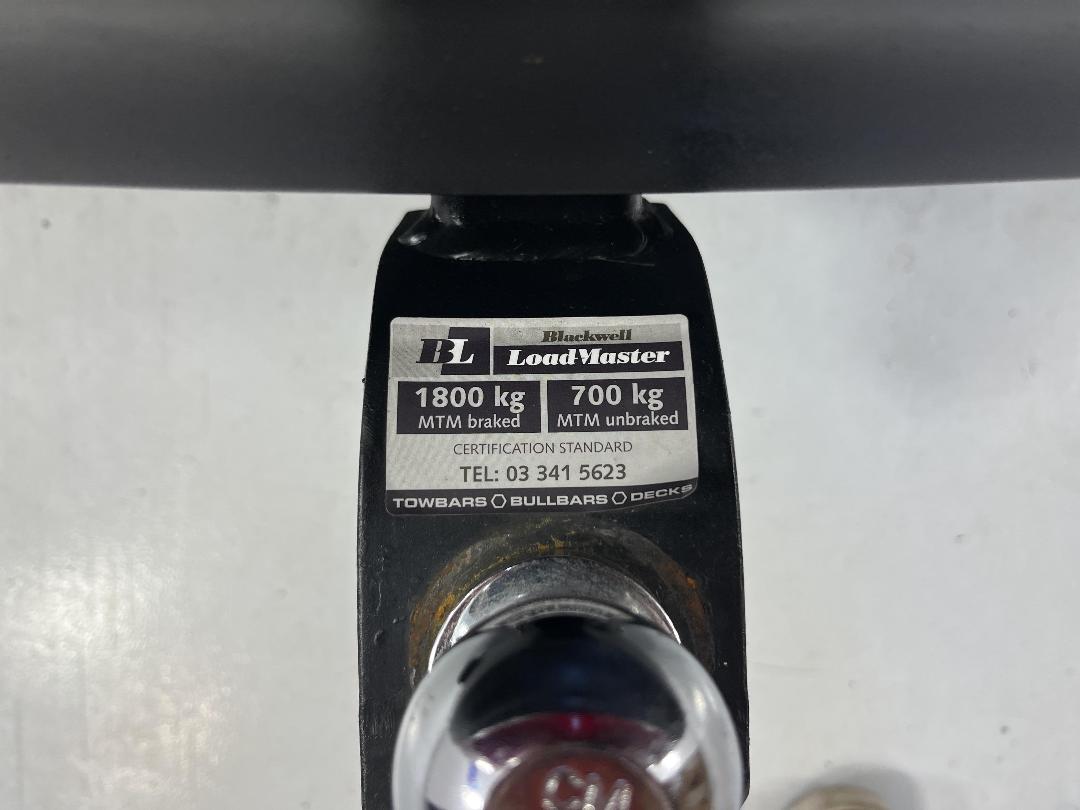 BL
Blackwell
LoadMaster
1800 kg
MTM braked
700 kg
MTM unbraked
CERTIFICATION STANDARD
TEL: 03 341 5623
TOWBARS BULLBARS DECKS